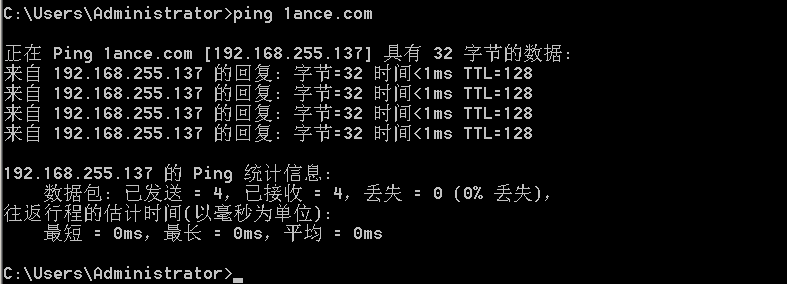 C:\Users\Administrator>ping 1ance.com
正在 Ping 1ance.com [192.168.255.137] 具有 32 字节的数据:
来自 192.168.255.137 的回复: 字节=32 时间<1ms TTL=128
来自 192.168.255.137 的回复: 字节=32 时间<1ms TTL=128
来自 192.168.255.137 的回复: 字节=32 时间<1ms TTL=128
来自 192.168.255.137 的回复: 字节=32 时间<1ms TTL=128
192.168.255.137 的 Ping 统计信息:
数据包: 已发送 = 4，已接收 = 4，丢失 = 0 (0% 丢失)，
往返行程的估计时间(以毫秒为单位):
最短 = 0ms，最长 = 0ms，平均 = 0ms
C:\Users\Administrator>_